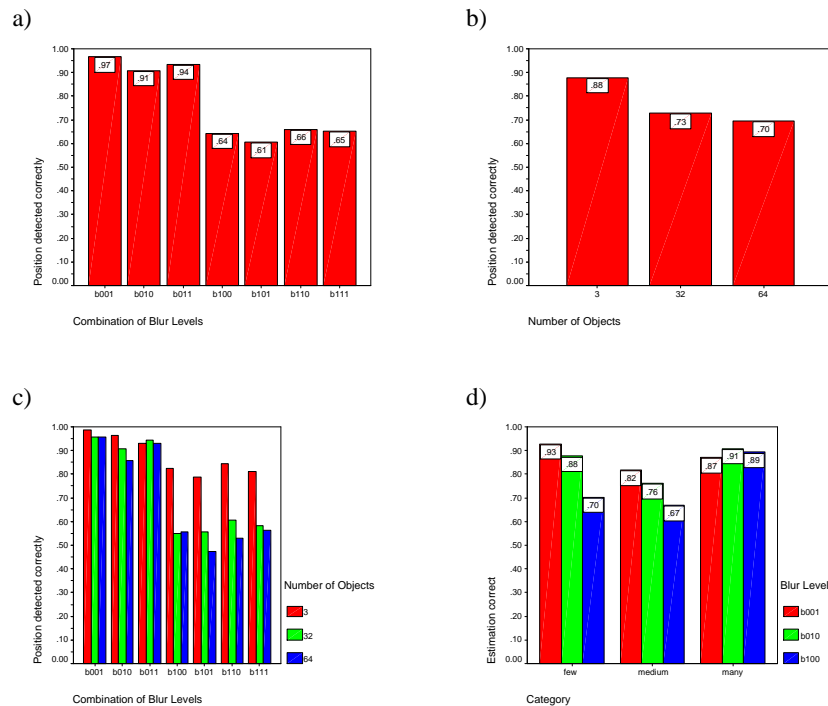 a)
1.00
.90
.80
.70
.60
.50
.40
.30
.20
.10
0.00
Position detected correctly
.97
.91
.94
.64
.61
.66
.65
b001
b010
b011
b100
b101
b110
b111
Combination of Blur Levels
b)
1.00
.90
.80
.70
.60
.50
.40
.30
.20
.10
0.00
Position detected correctly
.88
.73
.70
3
32
64
Number of Objects
c)
1.00
.90
.80
.70
.60
.50
.40
.30
.20
.10
0.00
Position detected correctly
b001
b010
b011
b100
b101
b110
b111
Combination of Blur Levels
Number of Objects
3
32
64
d)
1.00
.90
.80
.70
.60
.50
.40
.30
.20
.10
0.00
Estimation correct
.93
.88
.70
.82
.76
.67
.87
.91
.89
few
medium
many
Category
Blur Level
b001
b010
b100